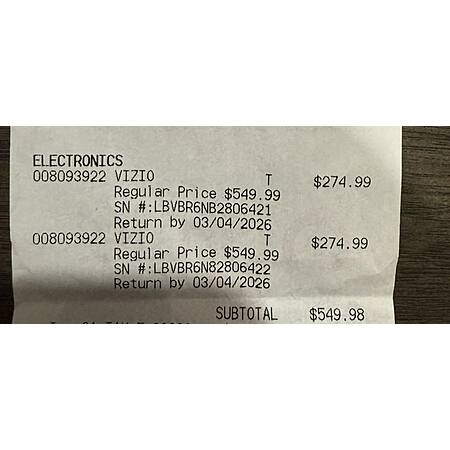 ELECTRONICS
008093922 VIZIO T $274.99
Regular Price $549.99
SN #:LBVBR6NB2806421
Return by 03/04/2026
008093922 VIZIO T $274.99
Regular Price $549.99
SN #:LBVBR6N82806422
Return by 03/04/2026
SUBTOTAL $549.98